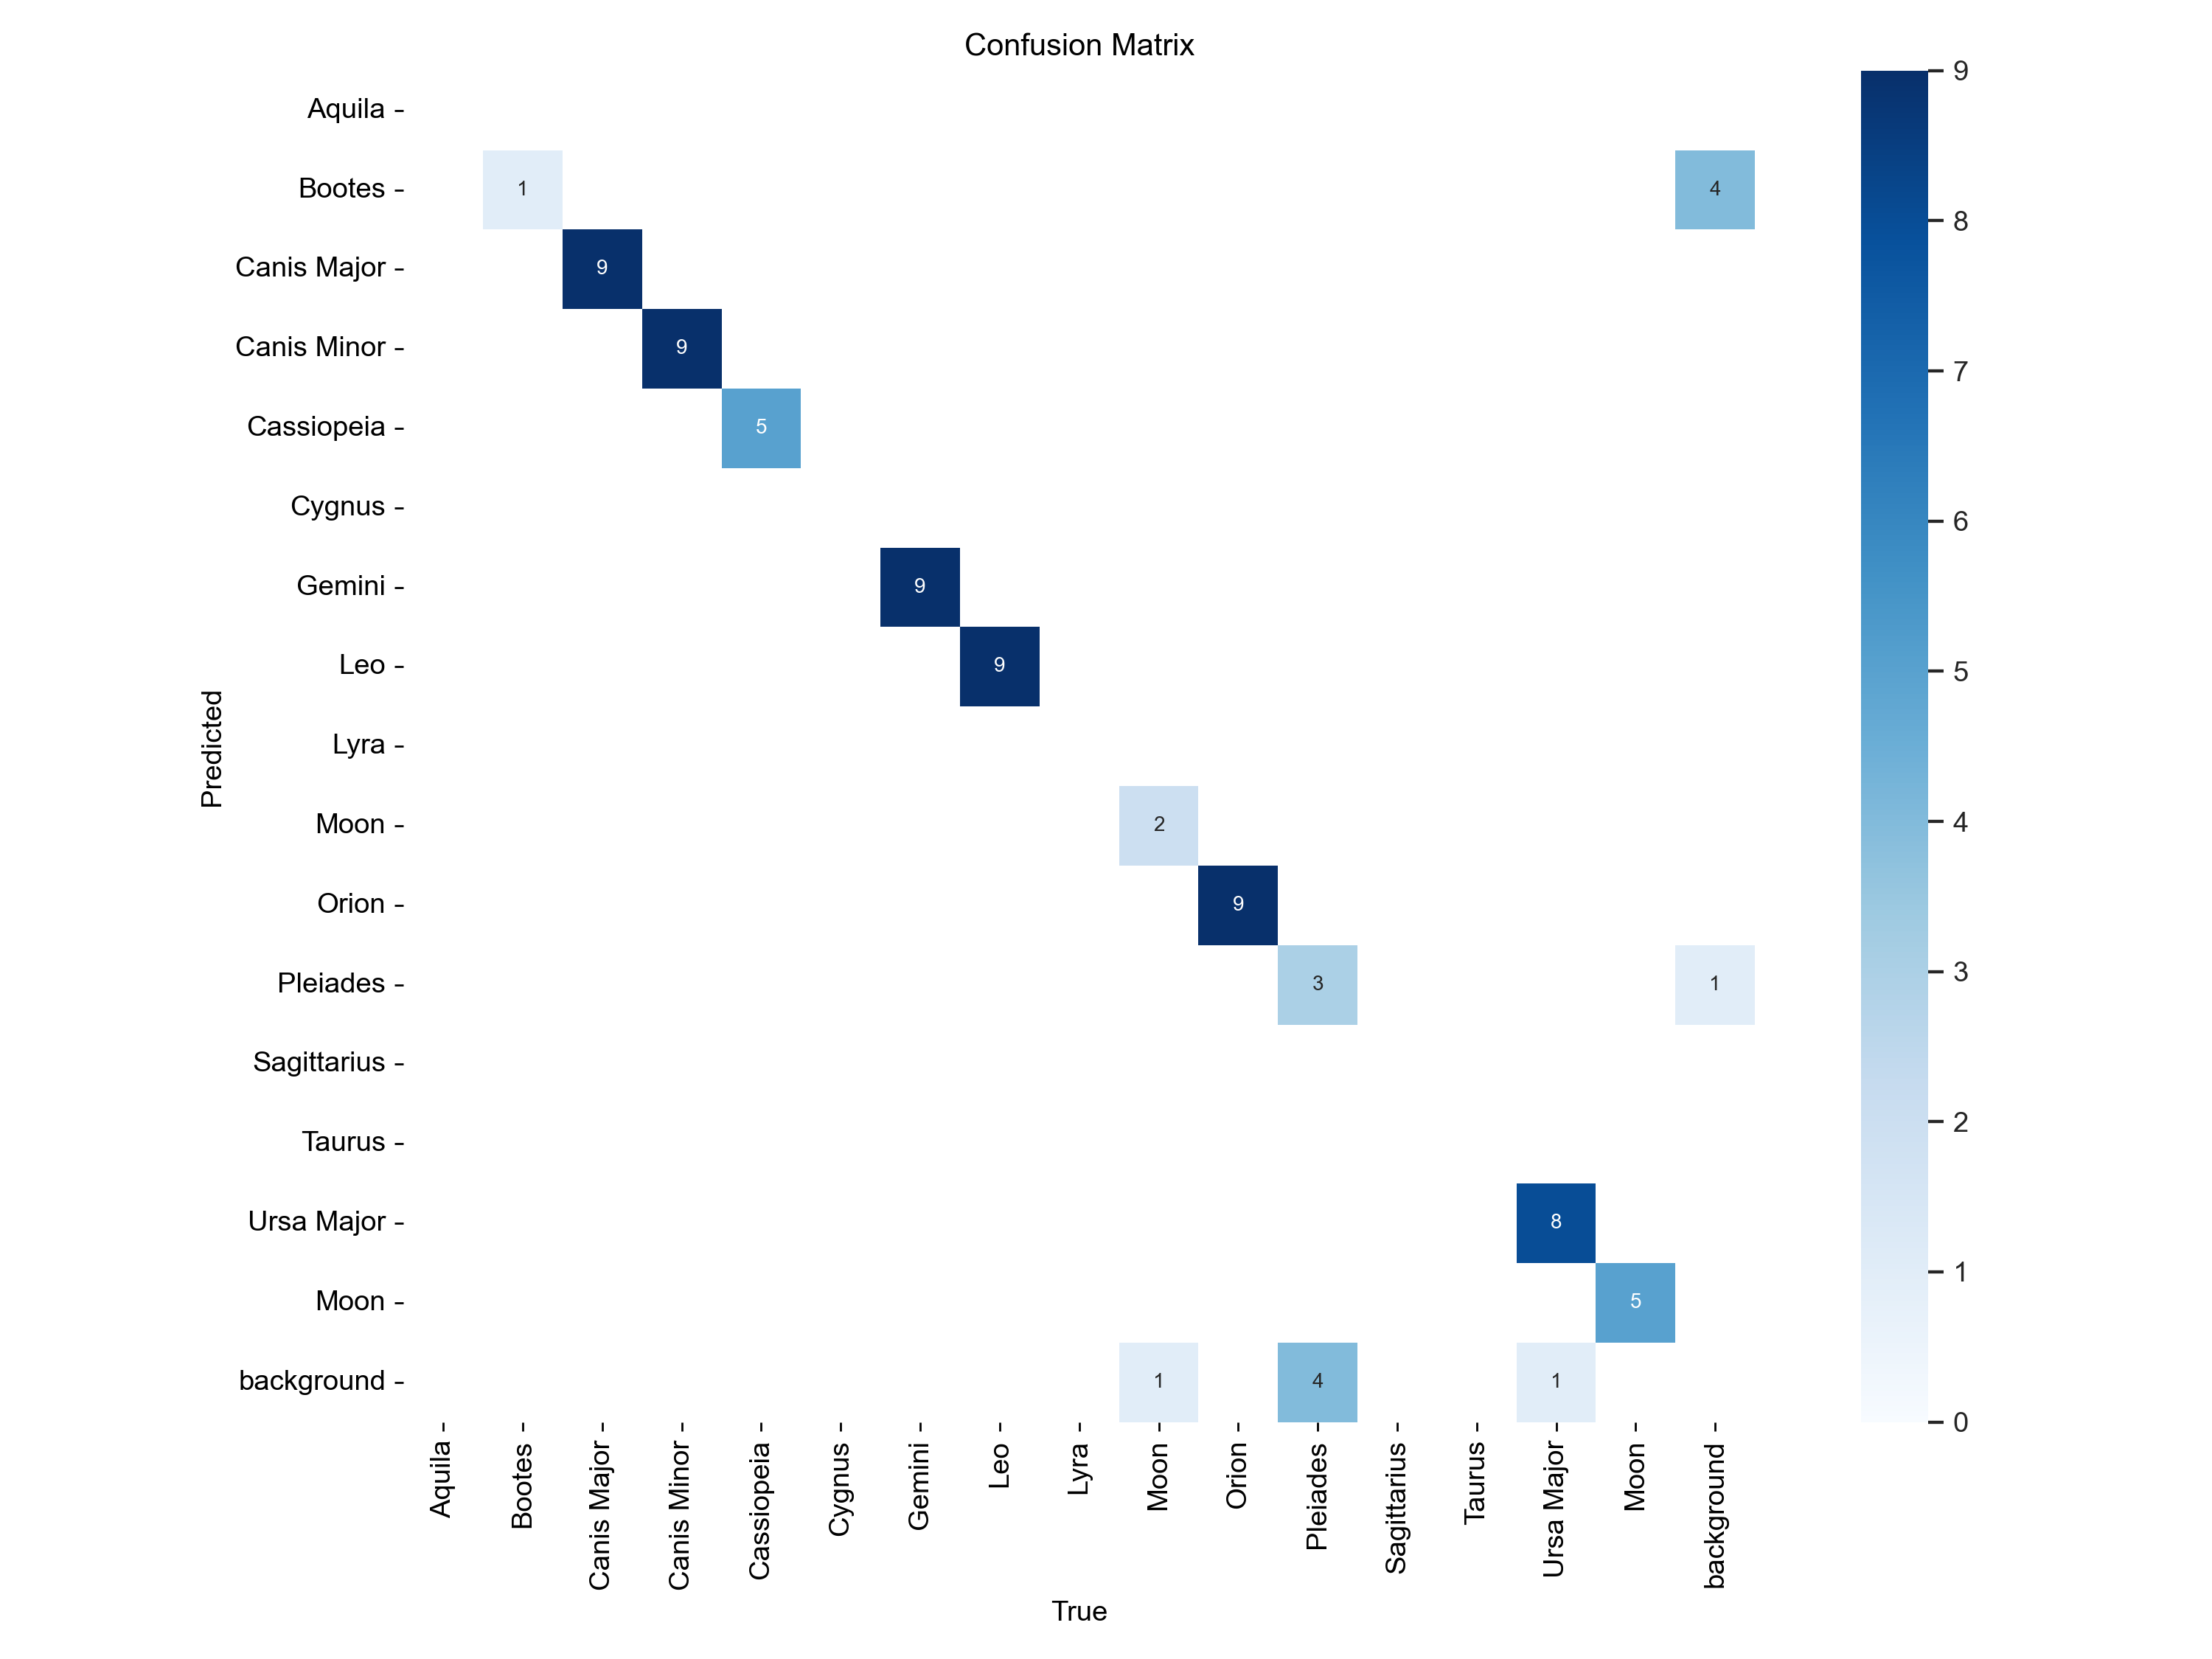 Confusion Matrix
Aquila
Bootes 1 4
Canis Major 9
Canis Minor 9
Cassiopeia 5
Cygnus
Gemini 9
Leo 9
Lyra
Moon 2
Orion 9
Pleiades 3 1
Sagittarius
Taurus
Ursa Major 8
Moon 5
background 1 4 1
Predicted
Aquila
Bootes
Canis Major
Canis Minor
Cassiopeia
Cygnus
Gemini
Leo
Lyra
Moon
Orion
Pleiades
Sagittarius
Taurus
Ursa Major
Moon
background
True
9
8
7
6
5
4
3
2
1
0